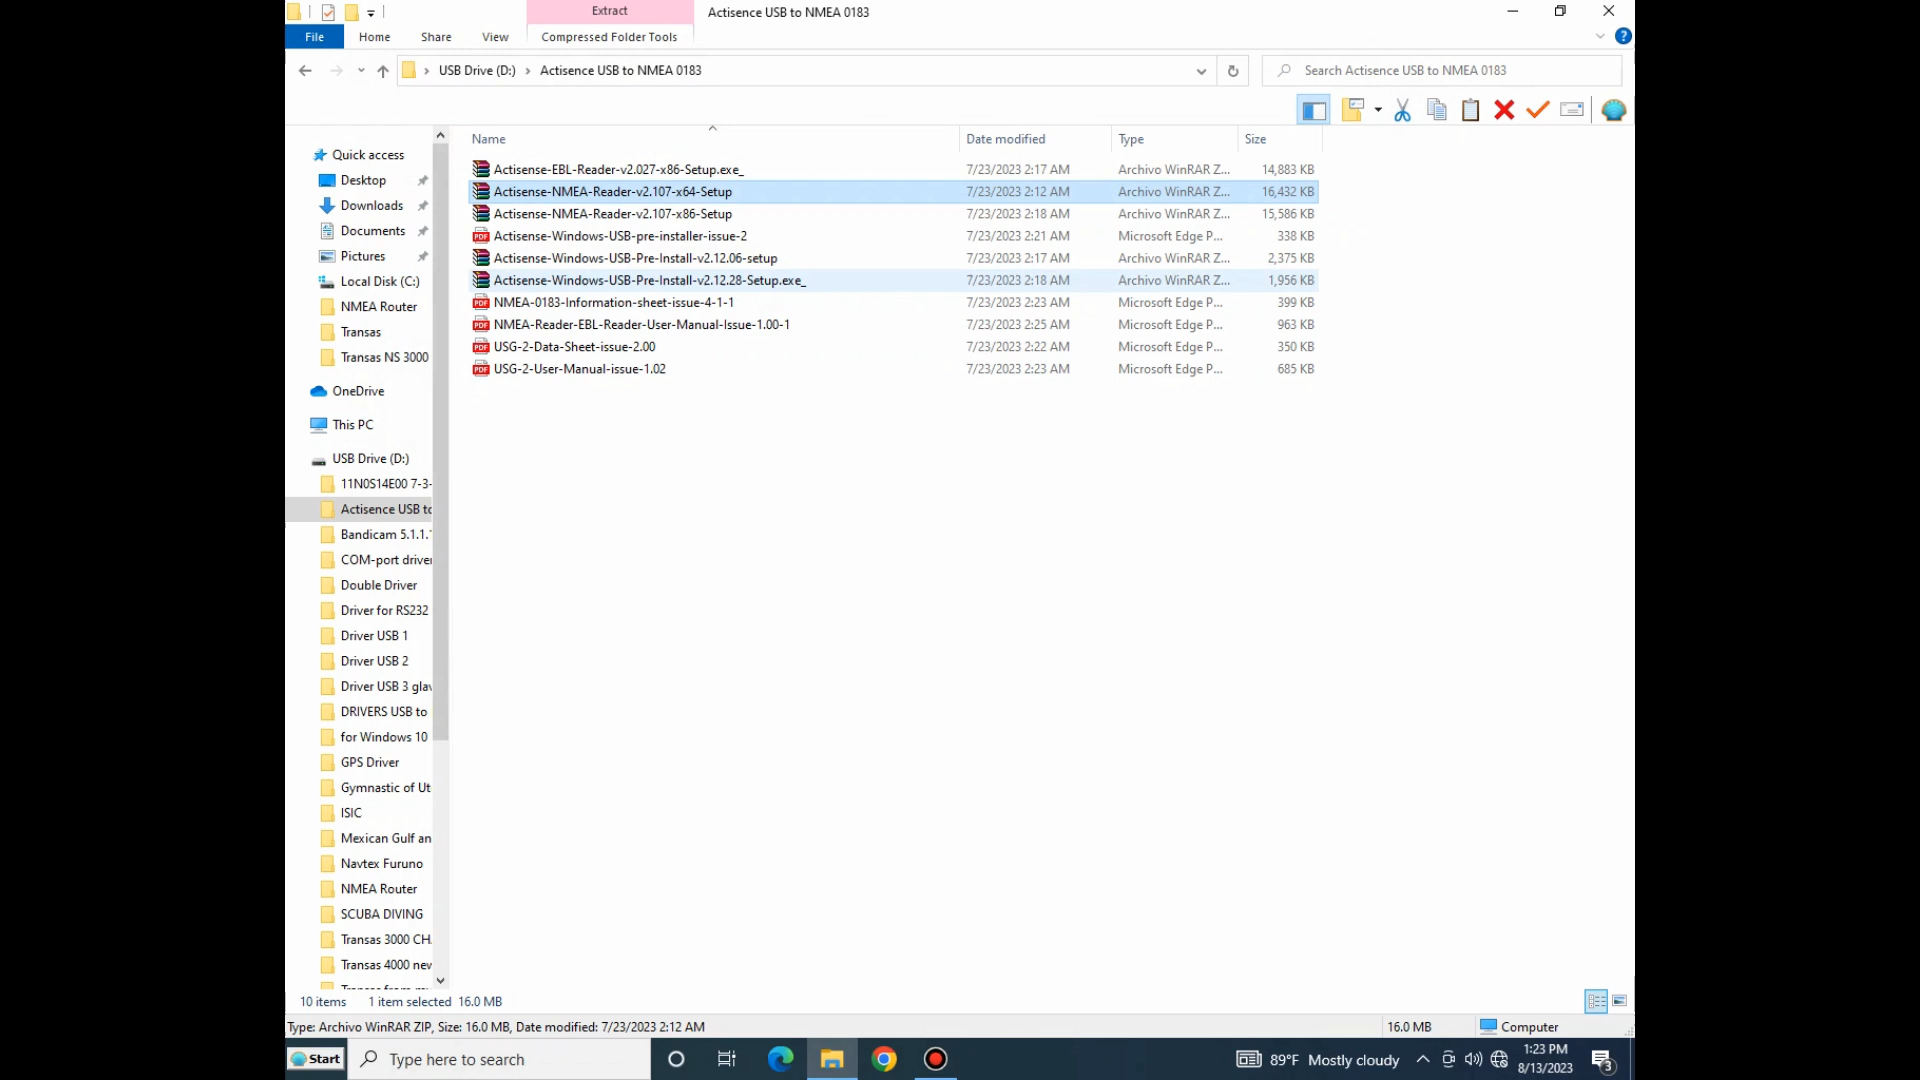 Extract
Actisence USB to NMEA 0183
File
Home
Share
View
Compressed Folder Tools
USB Drive (D:)
Actisence USB to NMEA 0183
Search Actisence USB to NMEA 0183
Name
Date modified
Type
Size
Actisense-EBL-Reader-v2.027-x86-Setup.exe_ 7/23/2023 2:17 AM Archivo WinRAR Z... 14,883 KB
Actisense-NMEA-Reader-v2.107-x64-Setup 7/23/2023 2:12 AM Archivo WinRAR Z... 16,432 KB
Actisense-NMEA-Reader-v2.107-x86-Setup 7/23/2023 2:18 AM Archivo WinRAR Z... 15,586 KB
PDF Actisense-Windows-USB-pre-installer-issue-2 7/23/2023 2:21 AM Microsoft Edge P... 338 KB
Actisense-Windows-USB-Pre-Install-v2.12.06-setup 7/23/2023 2:17 AM Archivo WinRAR Z... 2,375 KB
Actisense-Windows-USB-Pre-Install-v2.12.28-Setup.exe_ 7/23/2023 2:18 AM Archivo WinRAR Z... 1,956 KB
PDF NMEA-0183-Information-sheet-issue-4-1-1 7/23/2023 2:23 AM Microsoft Edge P... 399 KB
PDF NMEA-Reader-EBL-Reader-User-Manual-Issue-1.00-1 7/23/2023 2:25 AM Microsoft Edge P... 963 KB
PDF USG-2-Data-Sheet-issue-2.00 7/23/2023 2:22 AM Microsoft Edge P... 350 KB
PDF USG-2-User-Manual-issue-1.02 7/23/2023 2:23 AM Microsoft Edge P... 685 KB
Quick access
Desktop
Downloads
Documents
Pictures
Local Disk (C:)
NMEA Router
Transas
Transas NS 3000
OneDrive
This PC
USB Drive (D:)
11N0S14E00 7-3-
Actisence USB to
Bandicam 5.1.1.1
COM-port driver
Double Driver
Driver for RS232
Driver USB 1
Driver USB 2
Driver USB 3 glav
DRIVERS USB to
for Windows 10
GPS Driver
Gymnastic of Ut
ISIC
Mexican Gulf an
Navtex Furuno
NMEA Router
SCUBA DIVING
Transas 3000 CH
Transas 4000 new
10 items 1 item selected 16.0 MB
Type: Archivo WinRAR ZIP, Size: 16.0 MB, Date modified: 7/23/2023 2:12 AM
16.0 MB
Computer
Start
Type here to search
89°F Mostly cloudy
1:23 PM
8/13/2023
3